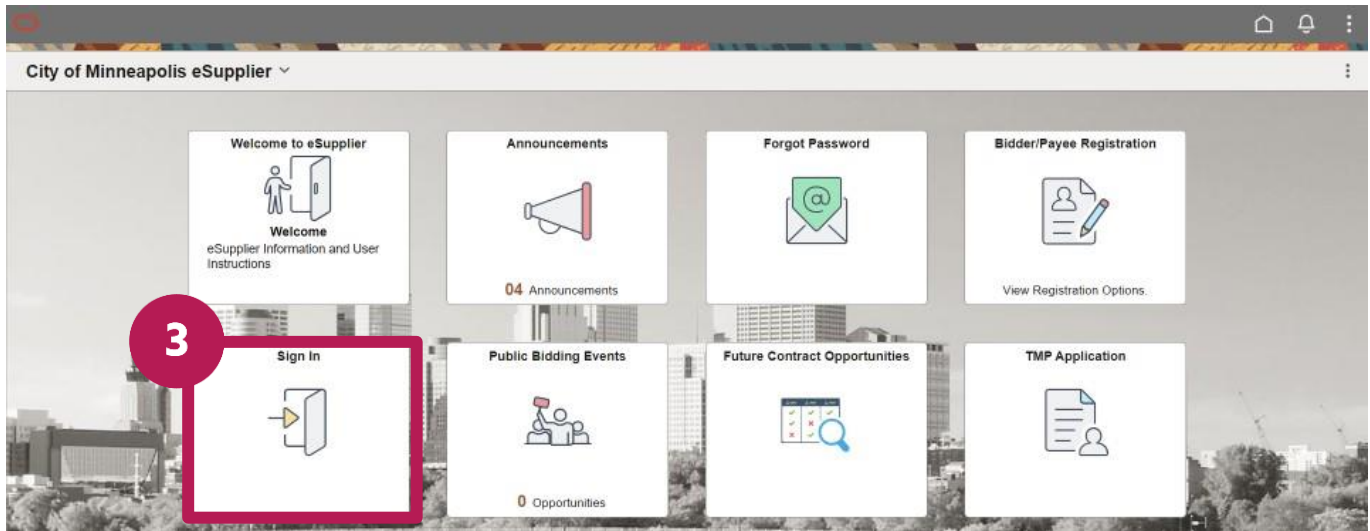 City of Minneapolis eSupplier
Welcome to eSupplier
Welcome
eSupplier Information and User
Instructions
Announcements
04 Announcements
Forgot Password
@
Bidder/Payee Registration
View Registration Options.
3
Sign In
Public Bidding Events
0 Opportunities
Future Contract Opportunities
TMP Application